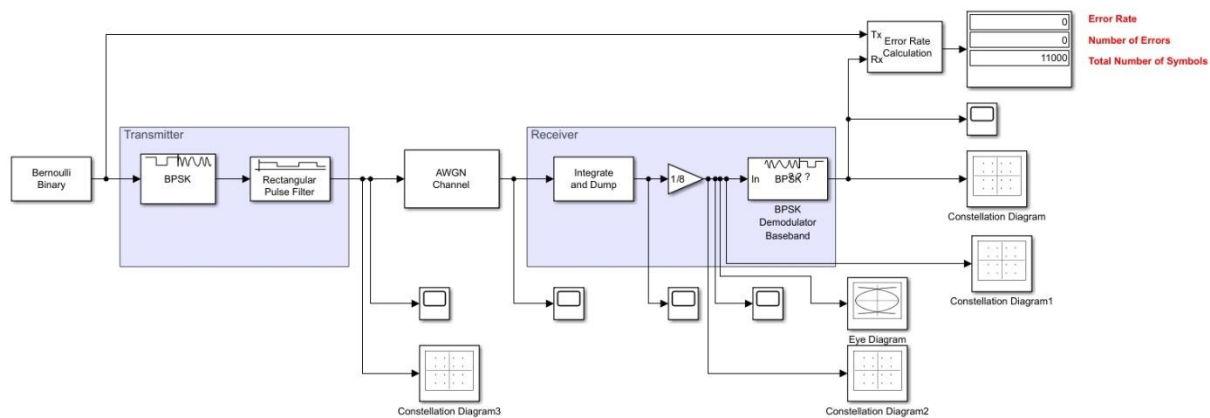 Tx
Rx
Error Rate
Calculation
0
0
11000
Error Rate
Number of Errors
Total Number of Symbols
Transmitter
Receiver
Bernoulli
Binary
BPSK
Rectangular
Pulse Filter
AWGN
Channel
Integrate
and Dump
1/8
In
BPSK
? ? ?
BPSK
Demodulator
Baseband
Constellation Diagram
Constellation Diagram1
Eye Diagram
Constellation Diagram3
Constellation Diagram2